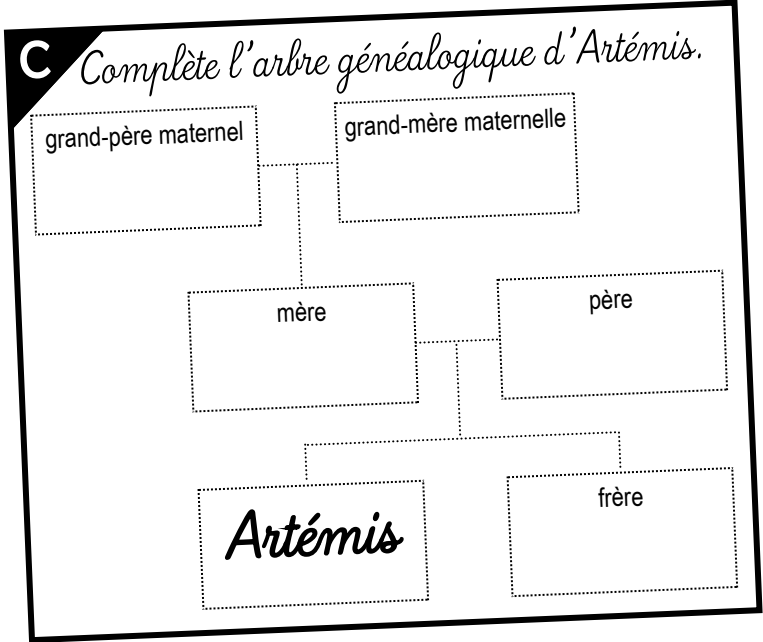 C
Complète l'arbre généalogique d'Artémis.
grand-père maternel
grand-mère maternelle
mère
père
Artémis
frère